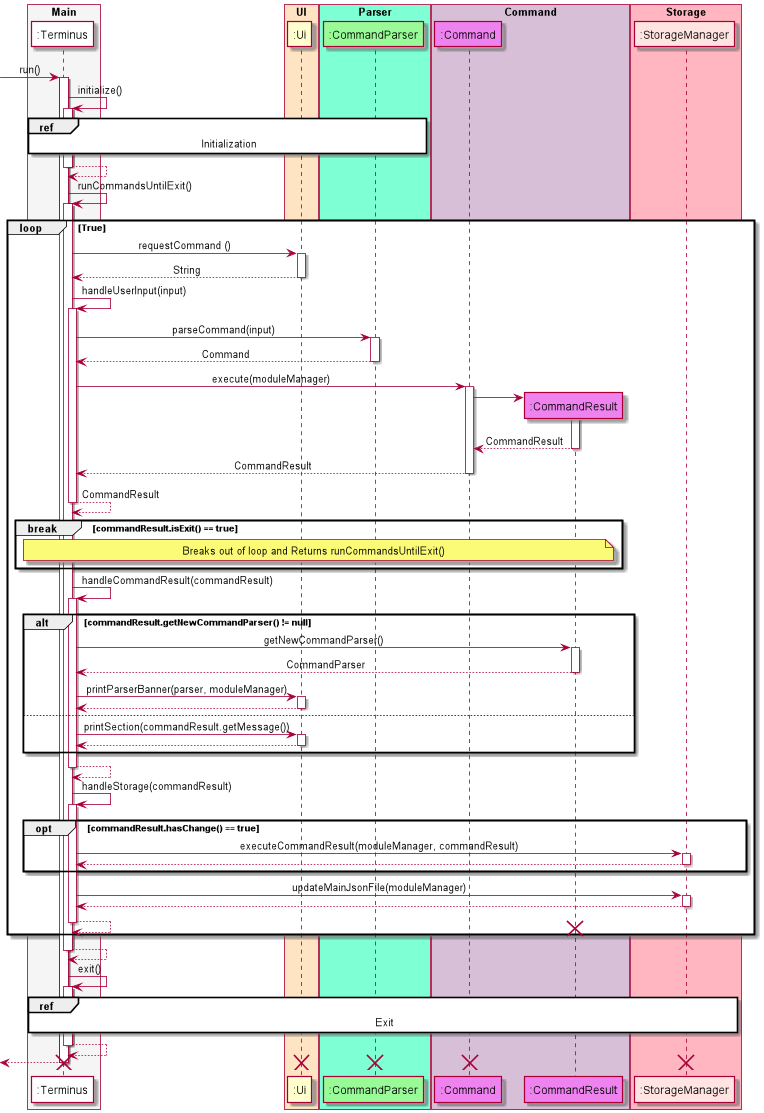 Main
UI
Parser
Command
Storage
:Terminus
:Ui
:CommandParser
:Command
:StorageManager
run()
initialize()
ref
Initialization
runCommandsUntilExit()
loop
[True]
requestCommand ()
String
handleUserInput(input)
parseCommand(input)
Command
execute(moduleManager)
:CommandResult
CommandResult
CommandResult
CommandResult
break
[commandResult.isExit() == true]
Breaks out of loop and Returns runCommandsUntilExit()
handleCommandResult(commandResult)
alt
[commandResult.getNewCommandParser() != null]
getNewCommandParser()
CommandParser
printParserBanner(parser, moduleManager)
printSection(commandResult.getMessage())
handleStorage(commandResult)
opt
[commandResult.hasChange() == true]
executeCommandResult(moduleManager, commandResult)
updateMainJsonFile(moduleManager)
exit()
ref
Exit
:Terminus
:Ui
:CommandParser
:Command
:CommandResult
:StorageManager